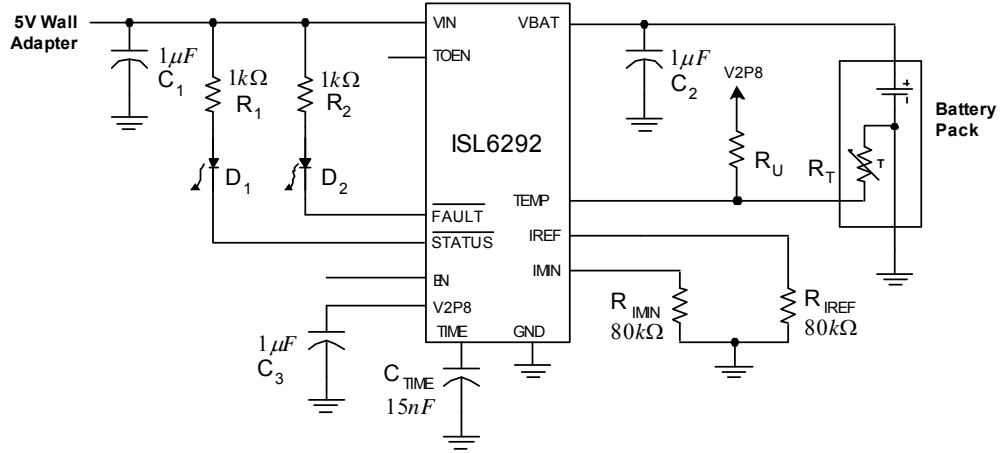 5V Wall
Adapter
1μF
C1
1kΩ
R1
1kΩ
R2
D1
D2
VIN
TOEN
FAULT
STATUS
EN
V2P8
TIME
GND
ISL6292
VBAT
TEMP
IREF
IMIN
1μF
C2
V2P8
RU
RT
T
+
Battery
Pack
RIMIN
80kΩ
RIREF
80kΩ
1μF
C3
CTIME
15nF